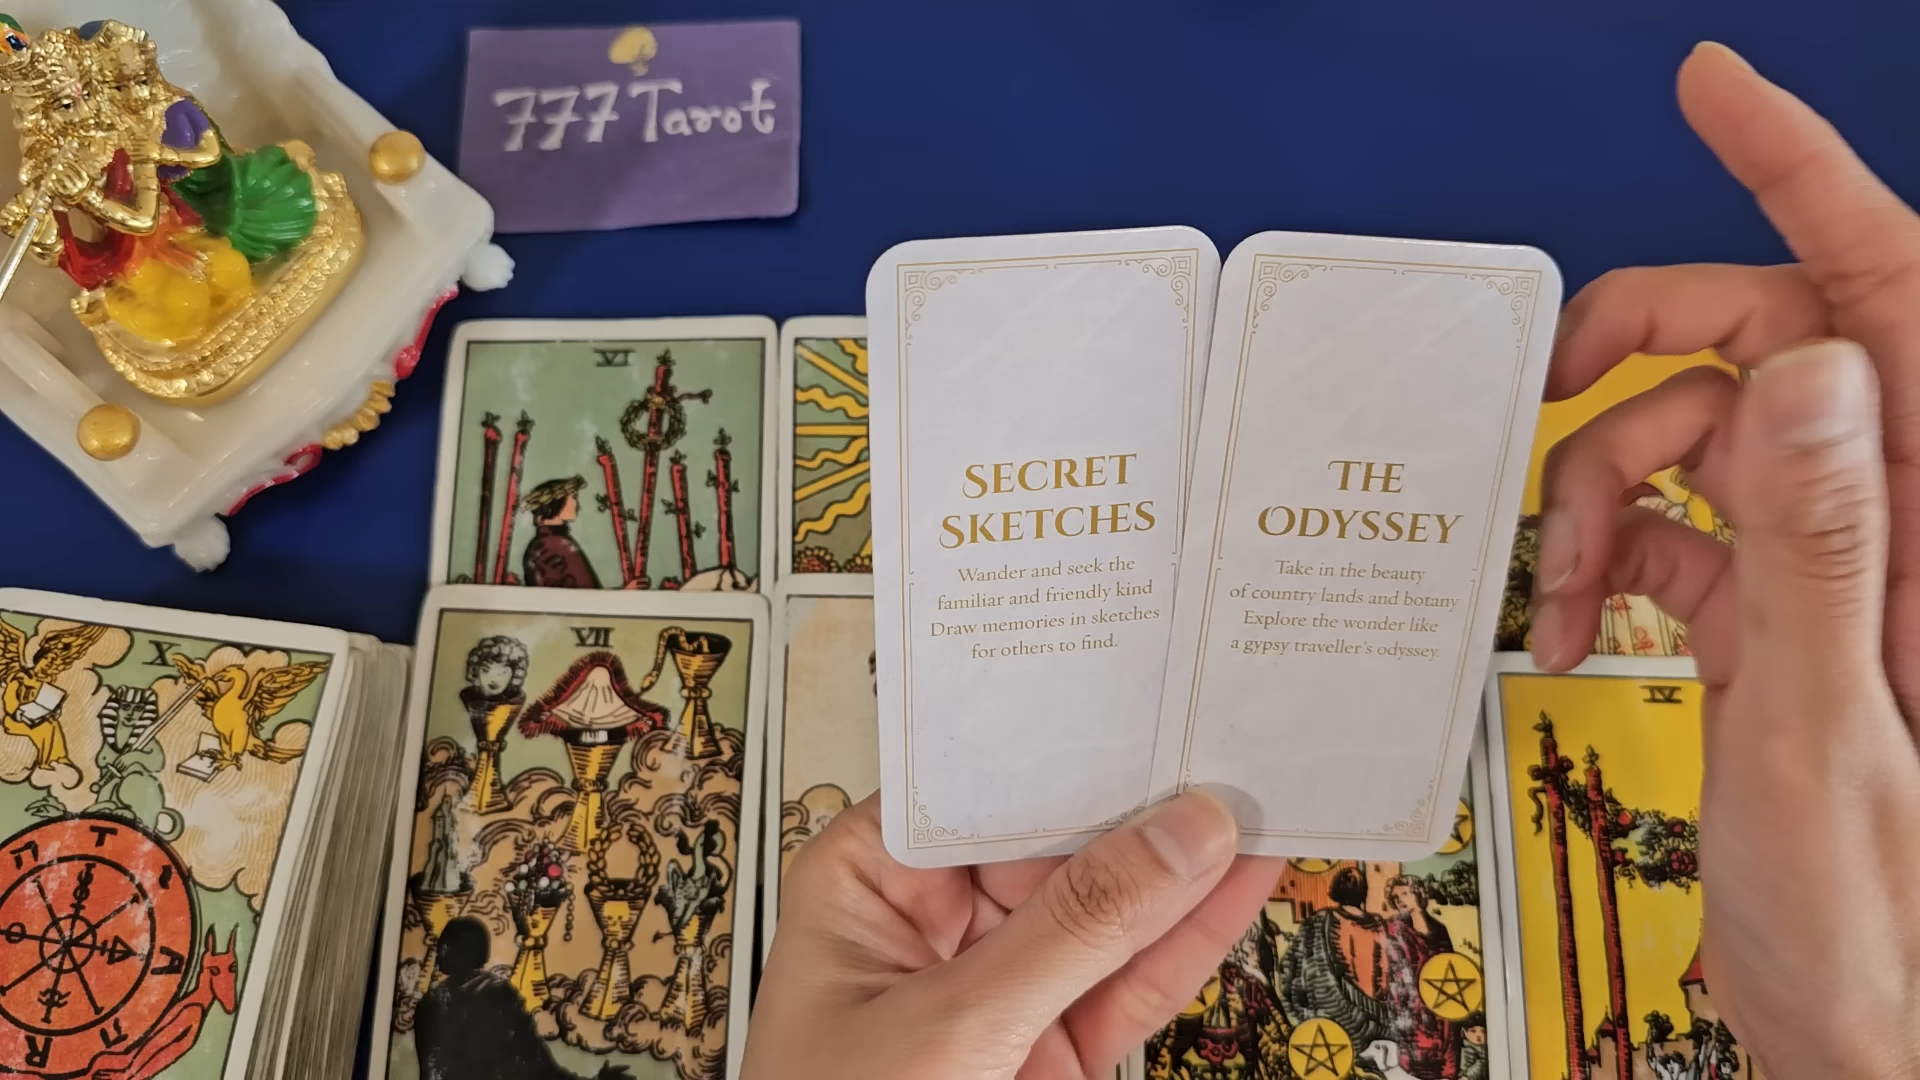 777 Tarot
VI
SECRET
SKETCHES
Wander and seek the
familiar and friendly kind
Draw memories in sketches
for others to find.
THE
ODYSSEY
Take in the beauty
of country lands and botany
Explore the wonder like
a gypsy traveller's odyssey.
X
VII
IV
T
A
R